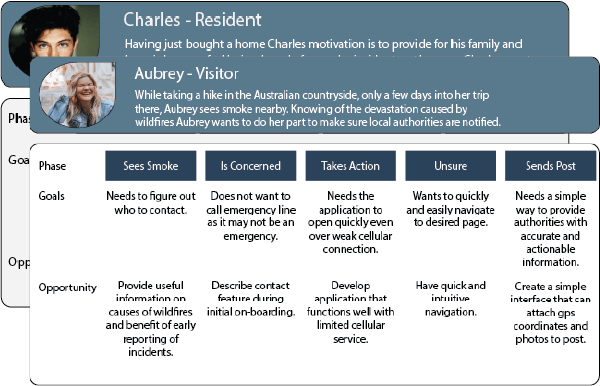 Charles - Resident
Having just bought a home Charles motivation is to provide for his family and
Aubrey - Visitor
While taking a hike in the Australian countryside, only a few days into her trip
there, Aubrey sees smoke nearby. Knowing of the devastation caused by
wildfires Aubrey wants to do her part to make sure local authorities are notified.
Phas
Goa
Opp
Phase
Sees Smoke
Is Concerned
Takes Action
Unsure
Sends Post
Goals
Needs to figure out
who to contact.
Does not want to
call emergency line
as it may not be an
emergency.
Needs the
application to
open quickly even
over weak cellular
connection.
Wants to quickly
and easily navigate
to desired page.
Needs a simple
way to provide
authorities with
accurate and
actionable
information.
Opportunity
Provide useful
information on
causes of wildfires
and benefit of early
reporting of
incidents.
Describe contact
feature during
initial on-boarding.
Develop
application that
functions well with
limited cellular
service.
Have quick and
intuitive
navigation.
Create a simple
interface that can
attach gps
coordinates and
photos to post.